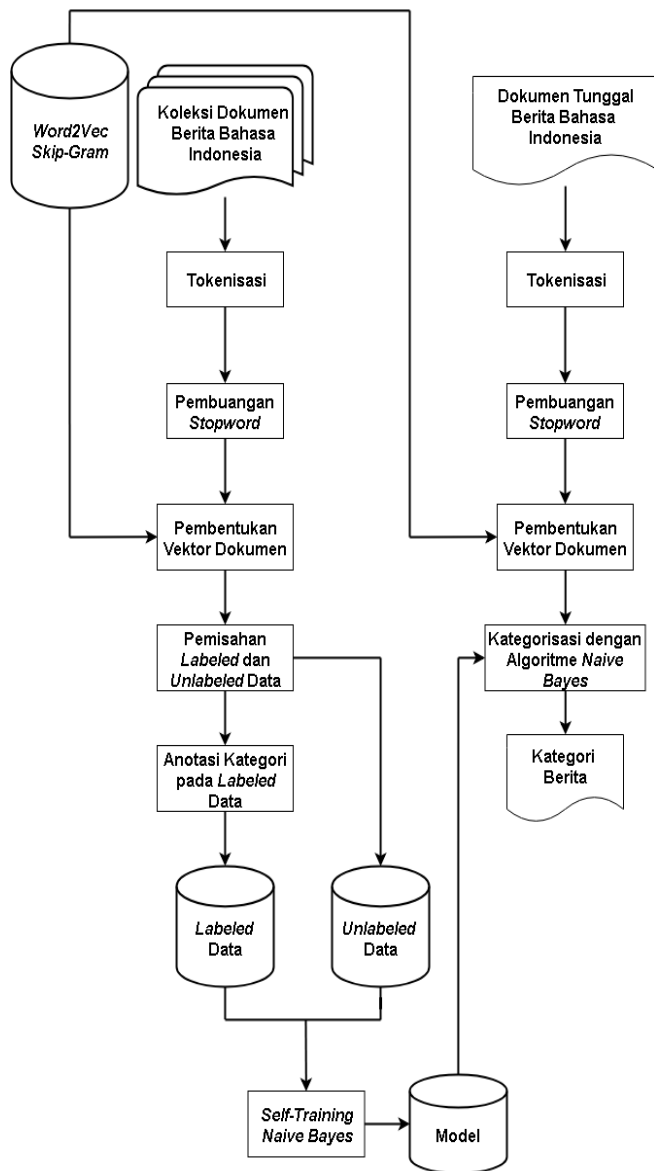 Word2Vec
Skip-Gram
Koleksi Dokumen
Berita Bahasa
Indonesia
Tokenisasi
Pembuangan
Stopword
Pembentukan
Vektor Dokumen
Pemisahan
Labeled dan
Unlabeled Data
Anotasi Kategori
pada Labeled
Data
Labeled
Data
Unlabeled
Data
Self-Training
Naive Bayes
Model
Dokumen Tunggal
Berita Bahasa
Indonesia
Tokenisasi
Pembuangan
Stopword
Pembentukan
Vektor Dokumen
Kategorisasi dengan
Algoritme Naive
Bayes
Kategori
Berita